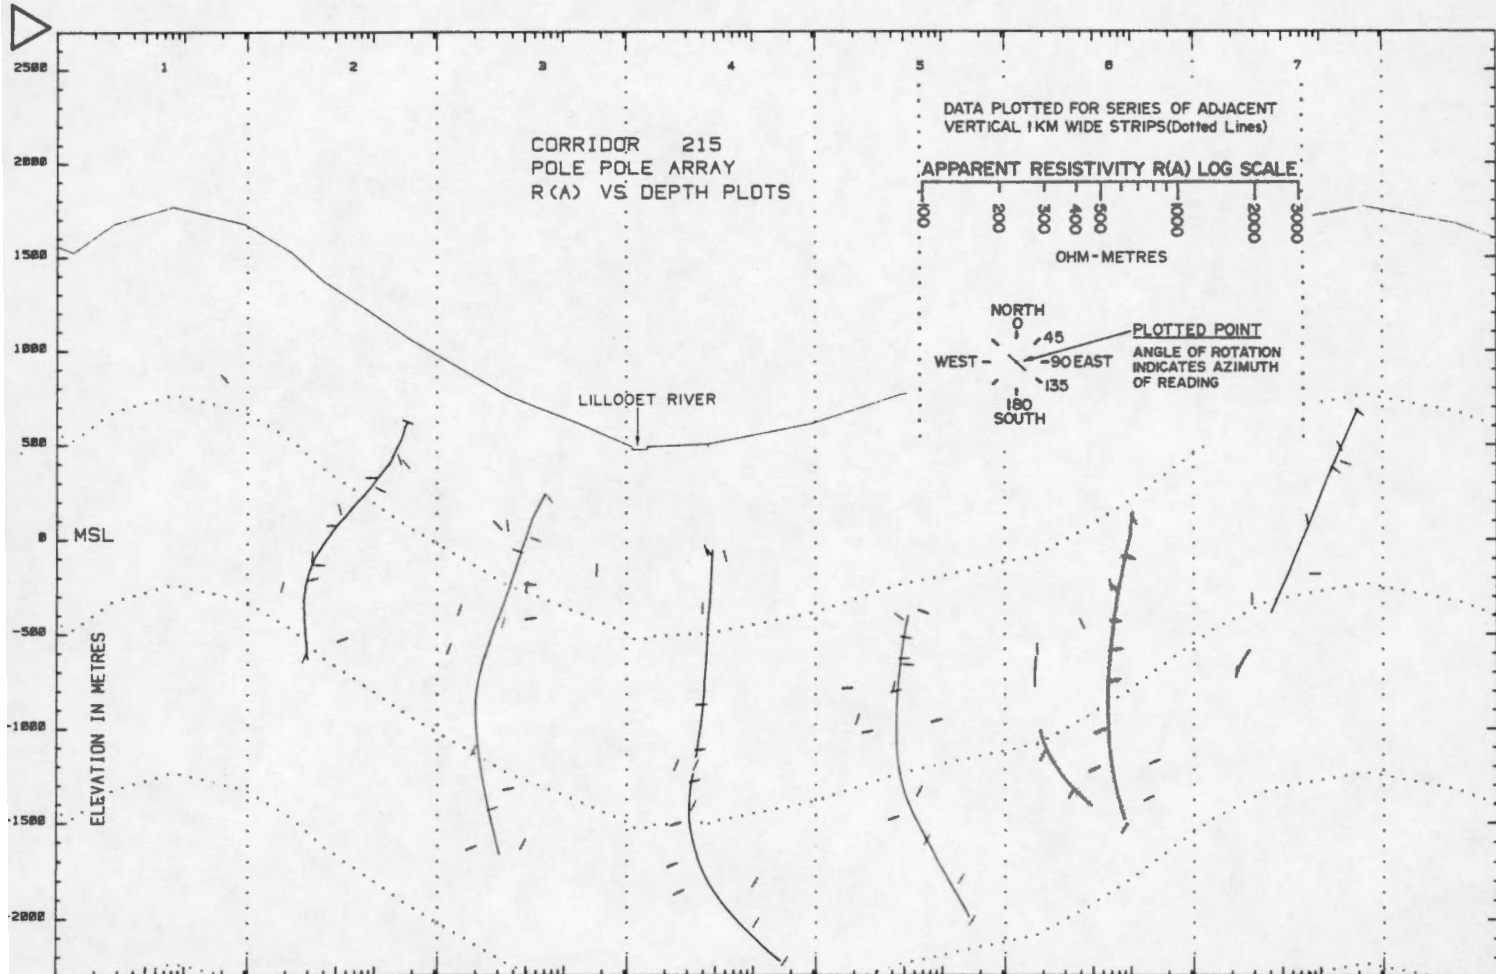 1 2 3 4 5 6 7
2500
2000
1500
1000
500
0
-500
-1000
-1500
-2000
MSL
ELEVATION IN METRES
CORRIDOR 215
POLE POLE ARRAY
R(A) VS DEPTH PLOTS
LILLOOET RIVER
DATA PLOTTED FOR SERIES OF ADJACENT
VERTICAL 1KM WIDE STRIPS(Dotted Lines)
APPARENT RESISTIVITY R(A) LOG SCALE
100 200 300 400 500 1000 2000 3000
OHM-METRES
NORTH
0
45
WEST
90 EAST
135
180
SOUTH
PLOTTED POINT
ANGLE OF ROTATION
INDICATES AZIMUTH
OF READING